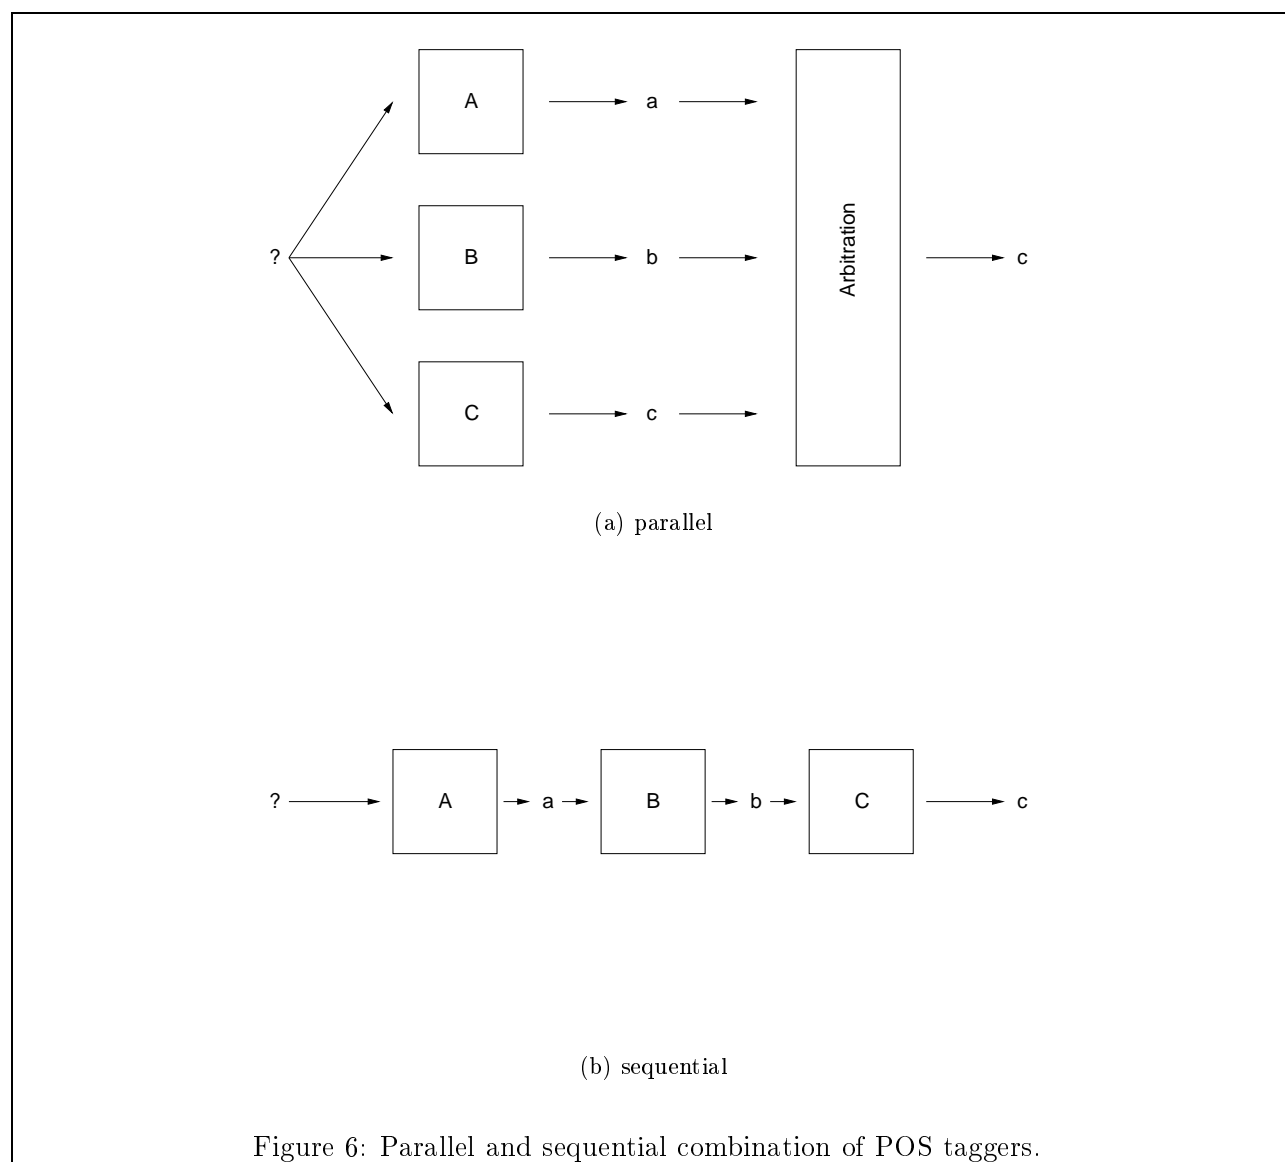 A a
? B b Arbitration c
C c
(a) parallel
? A a B b C c
(b) sequential
Figure 6: Parallel and sequential combination of POS taggers.